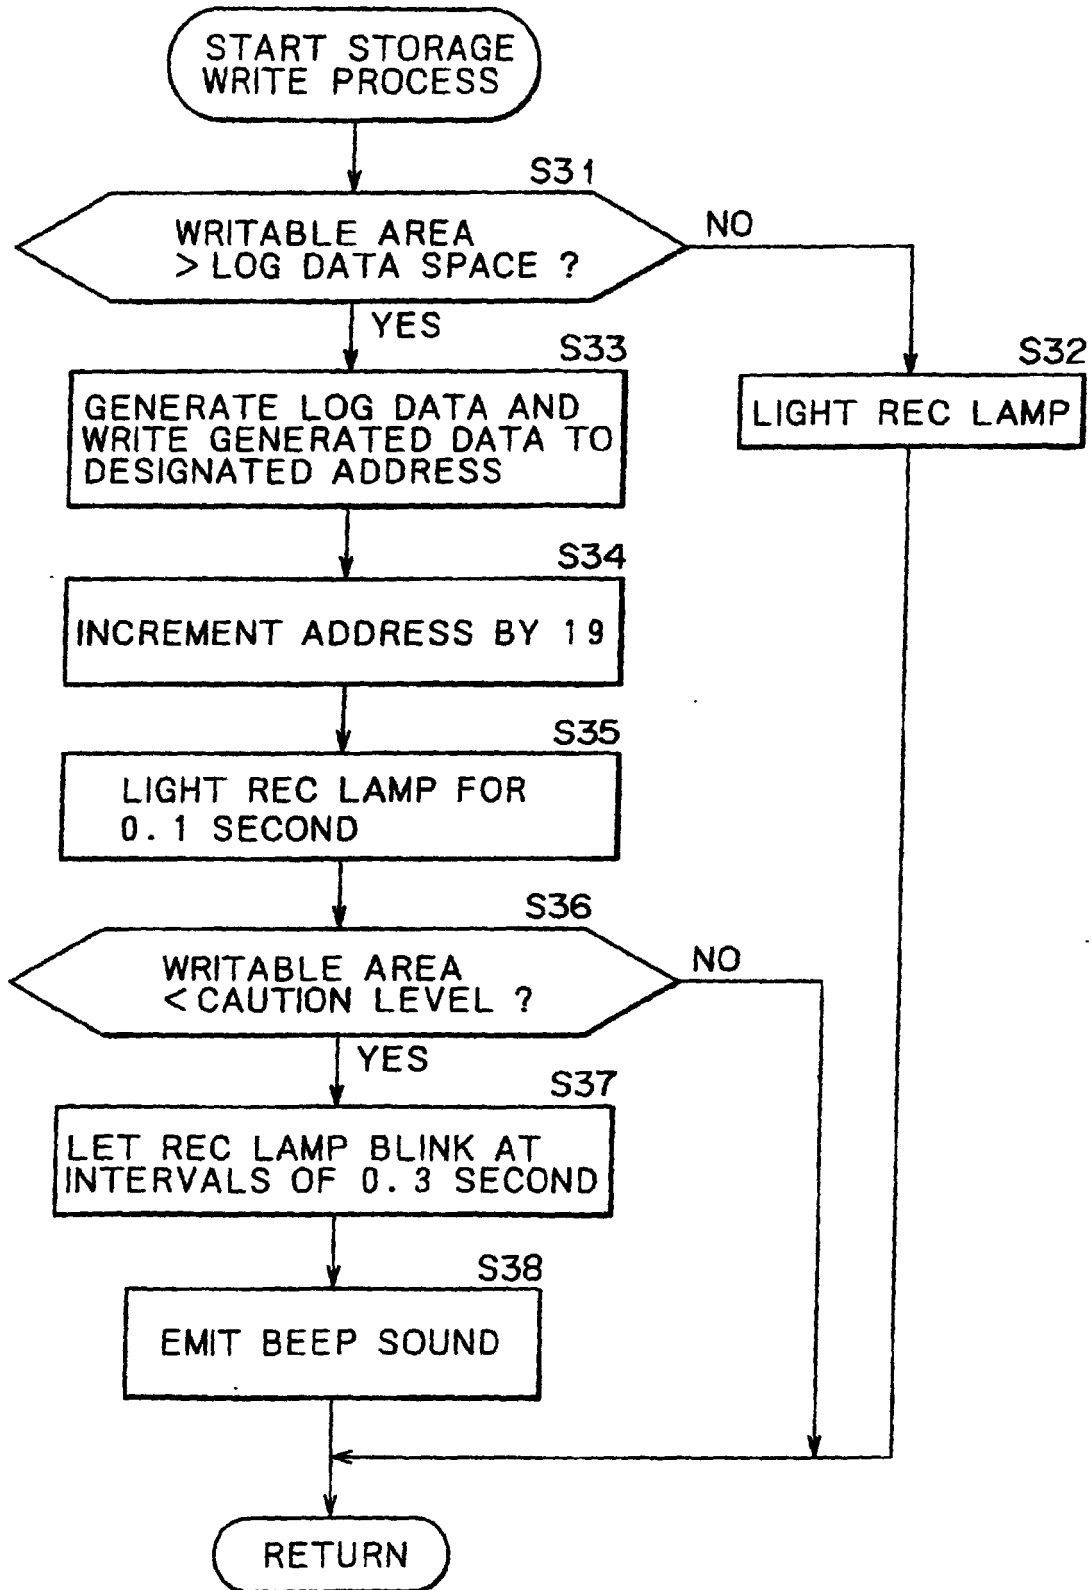 START STORAGE
WRITE PROCESS
S31
WRITABLE AREA
> LOG DATA SPACE ?
NO
YES
S33
GENERATE LOG DATA AND
WRITE GENERATED DATA TO
DESIGNATED ADDRESS
S32
LIGHT REC LAMP
S34
INCREMENT ADDRESS BY 19
S35
LIGHT REC LAMP FOR
0.1 SECOND
S36
WRITABLE AREA
< CAUTION LEVEL ?
NO
YES
S37
LET REC LAMP BLINK AT
INTERVALS OF 0.3 SECOND
S38
EMIT BEEP SOUND
RETURN